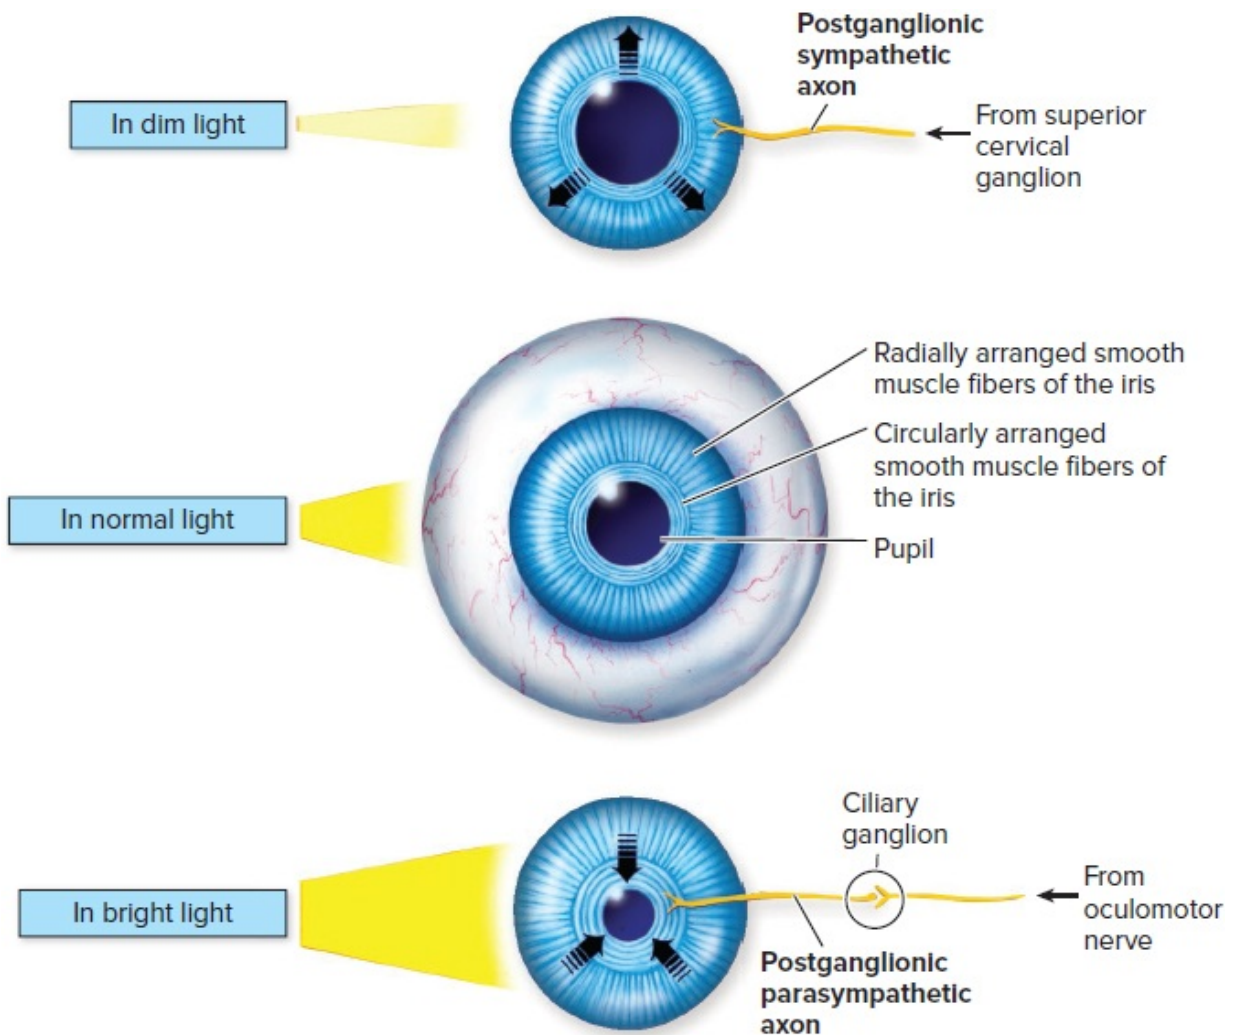 Postganglionic
sympathetic
axon
In dim light
From superior
cervical
ganglion
Radially arranged smooth
muscle fibers of the iris
Circularly arranged
smooth muscle fibers of
the iris
In normal light
Pupil
Ciliary
ganglion
In bright light
From
oculomotor
nerve
Postganglionic
parasympathetic
axon